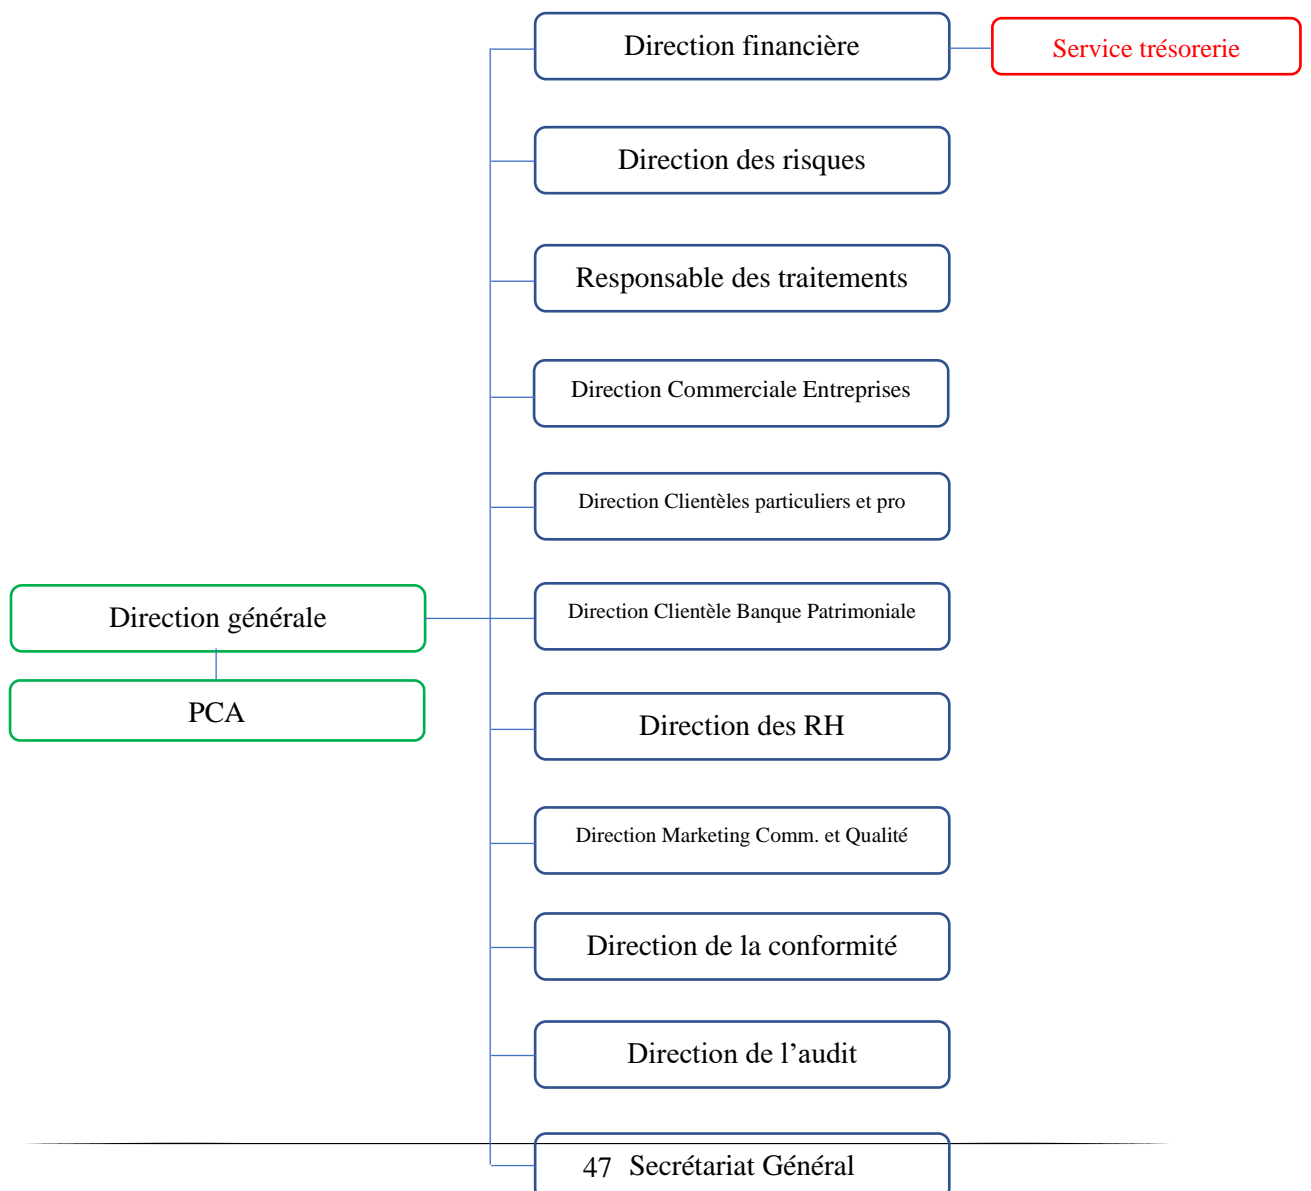 Direction financière
Service trésorerie
Direction des risques
Responsable des traitements
Direction Commerciale Entreprises
Direction Clientèles particuliers et pro
Direction Clientèle Banque Patrimoniale
Direction générale
PCA
Direction des RH
Direction Marketing Comm. et Qualité
Direction de la conformité
Direction de l’audit
47
Secrétariat Général